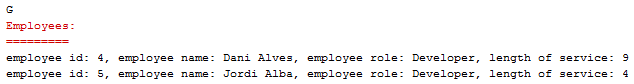 G
Employees:
=========
employee id: 4, employee name: Dani Alves, employee role: Developer, length of service: 9
employee id: 5, employee name: Jordi Alba, employee role: Developer, length of service: 4